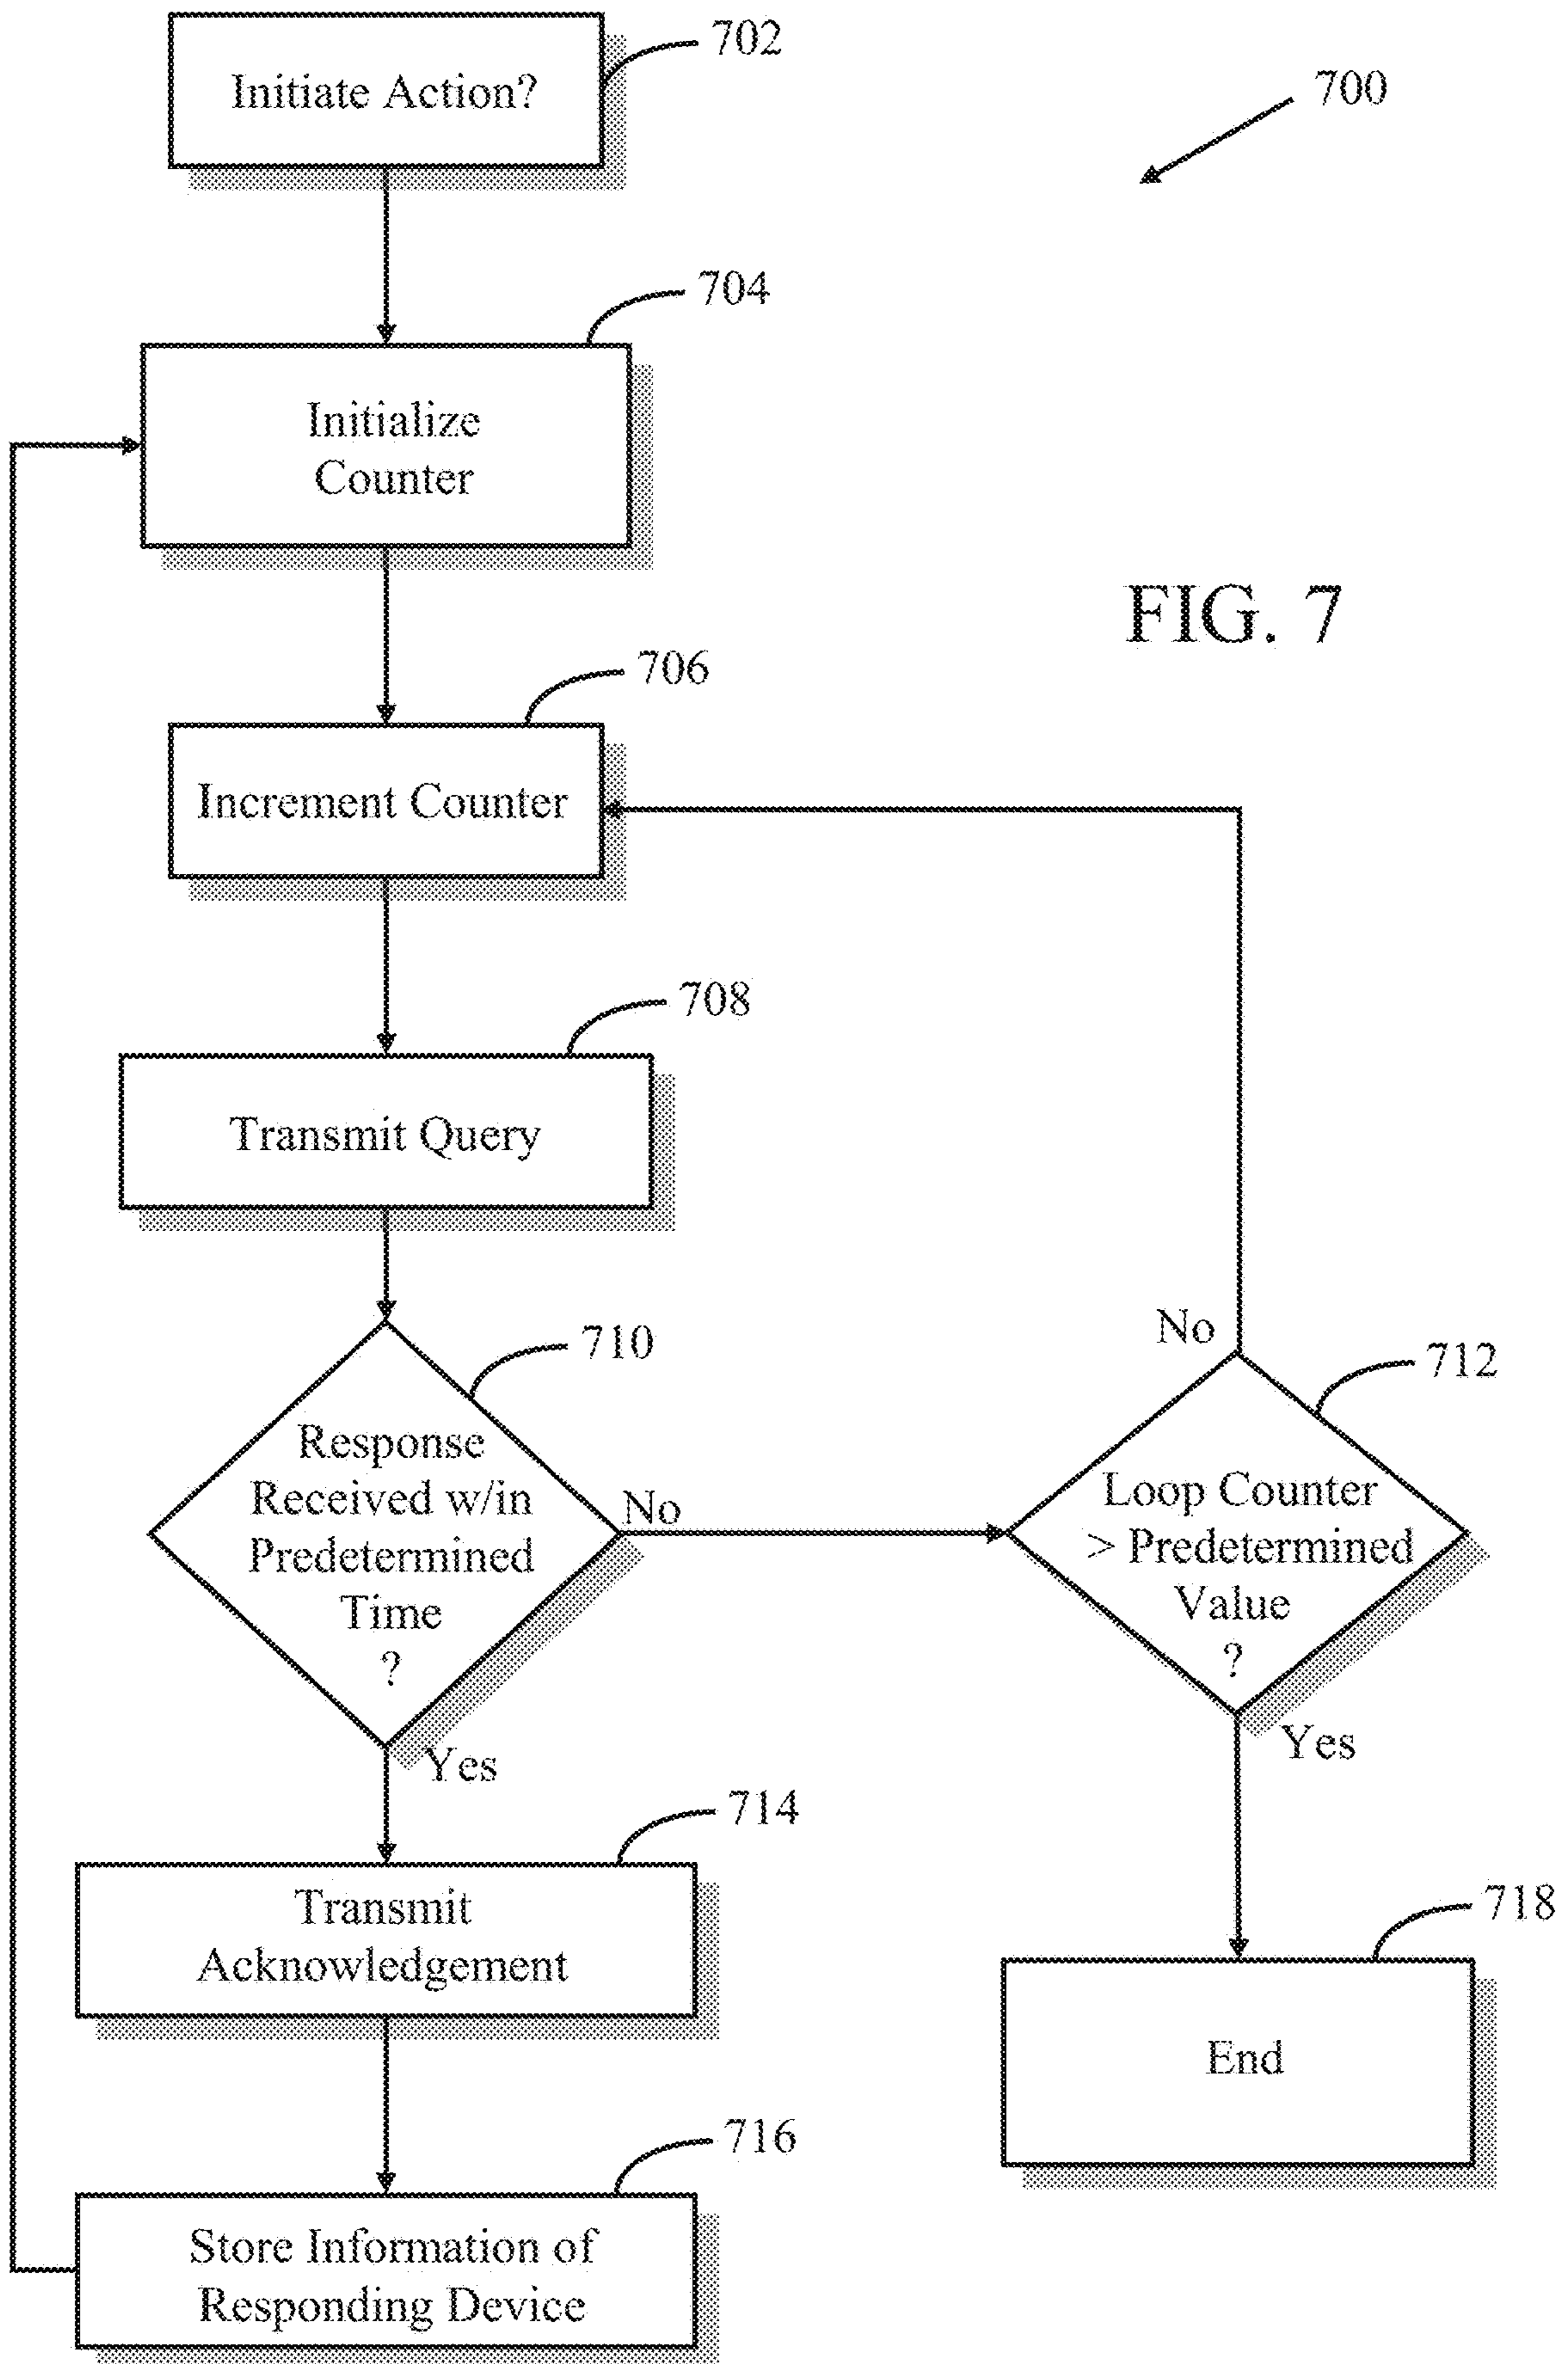 702
Initiate Action?
700
704
Initialize
Counter
FIG. 7
706
Increment Counter
708
Transmit Query
710
Response
Received w/in
Predetermined
Time
?
No
Yes
No
712
Loop Counter
> Predetermined
Value
?
Yes
714
Transmit
Acknowledgement
718
End
716
Store Information of
Responding Device